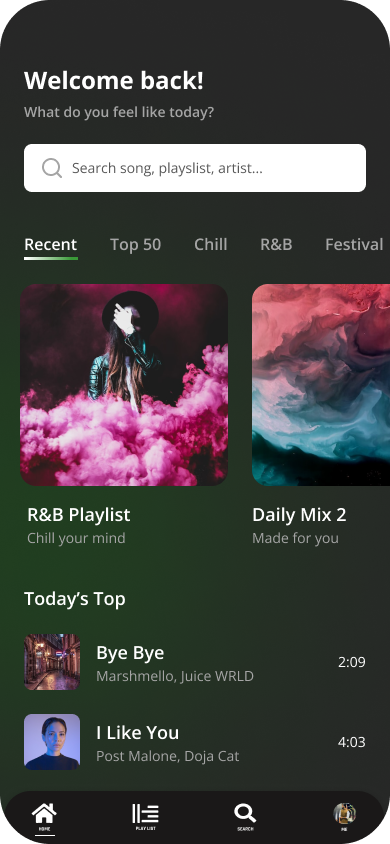 Welcome back!
What do you feel like today?
Search song, playslist, artist...
Recent Top 50 Chill R&B Festival
R&B Playlist
Chill your mind
Daily Mix 2
Made for you
Today's Top
Bye Bye
Marshmello, Juice WRLD
2:09
I Like You
Post Malone, Doja Cat
4:03
HOME PLAY LIST SEARCH ME